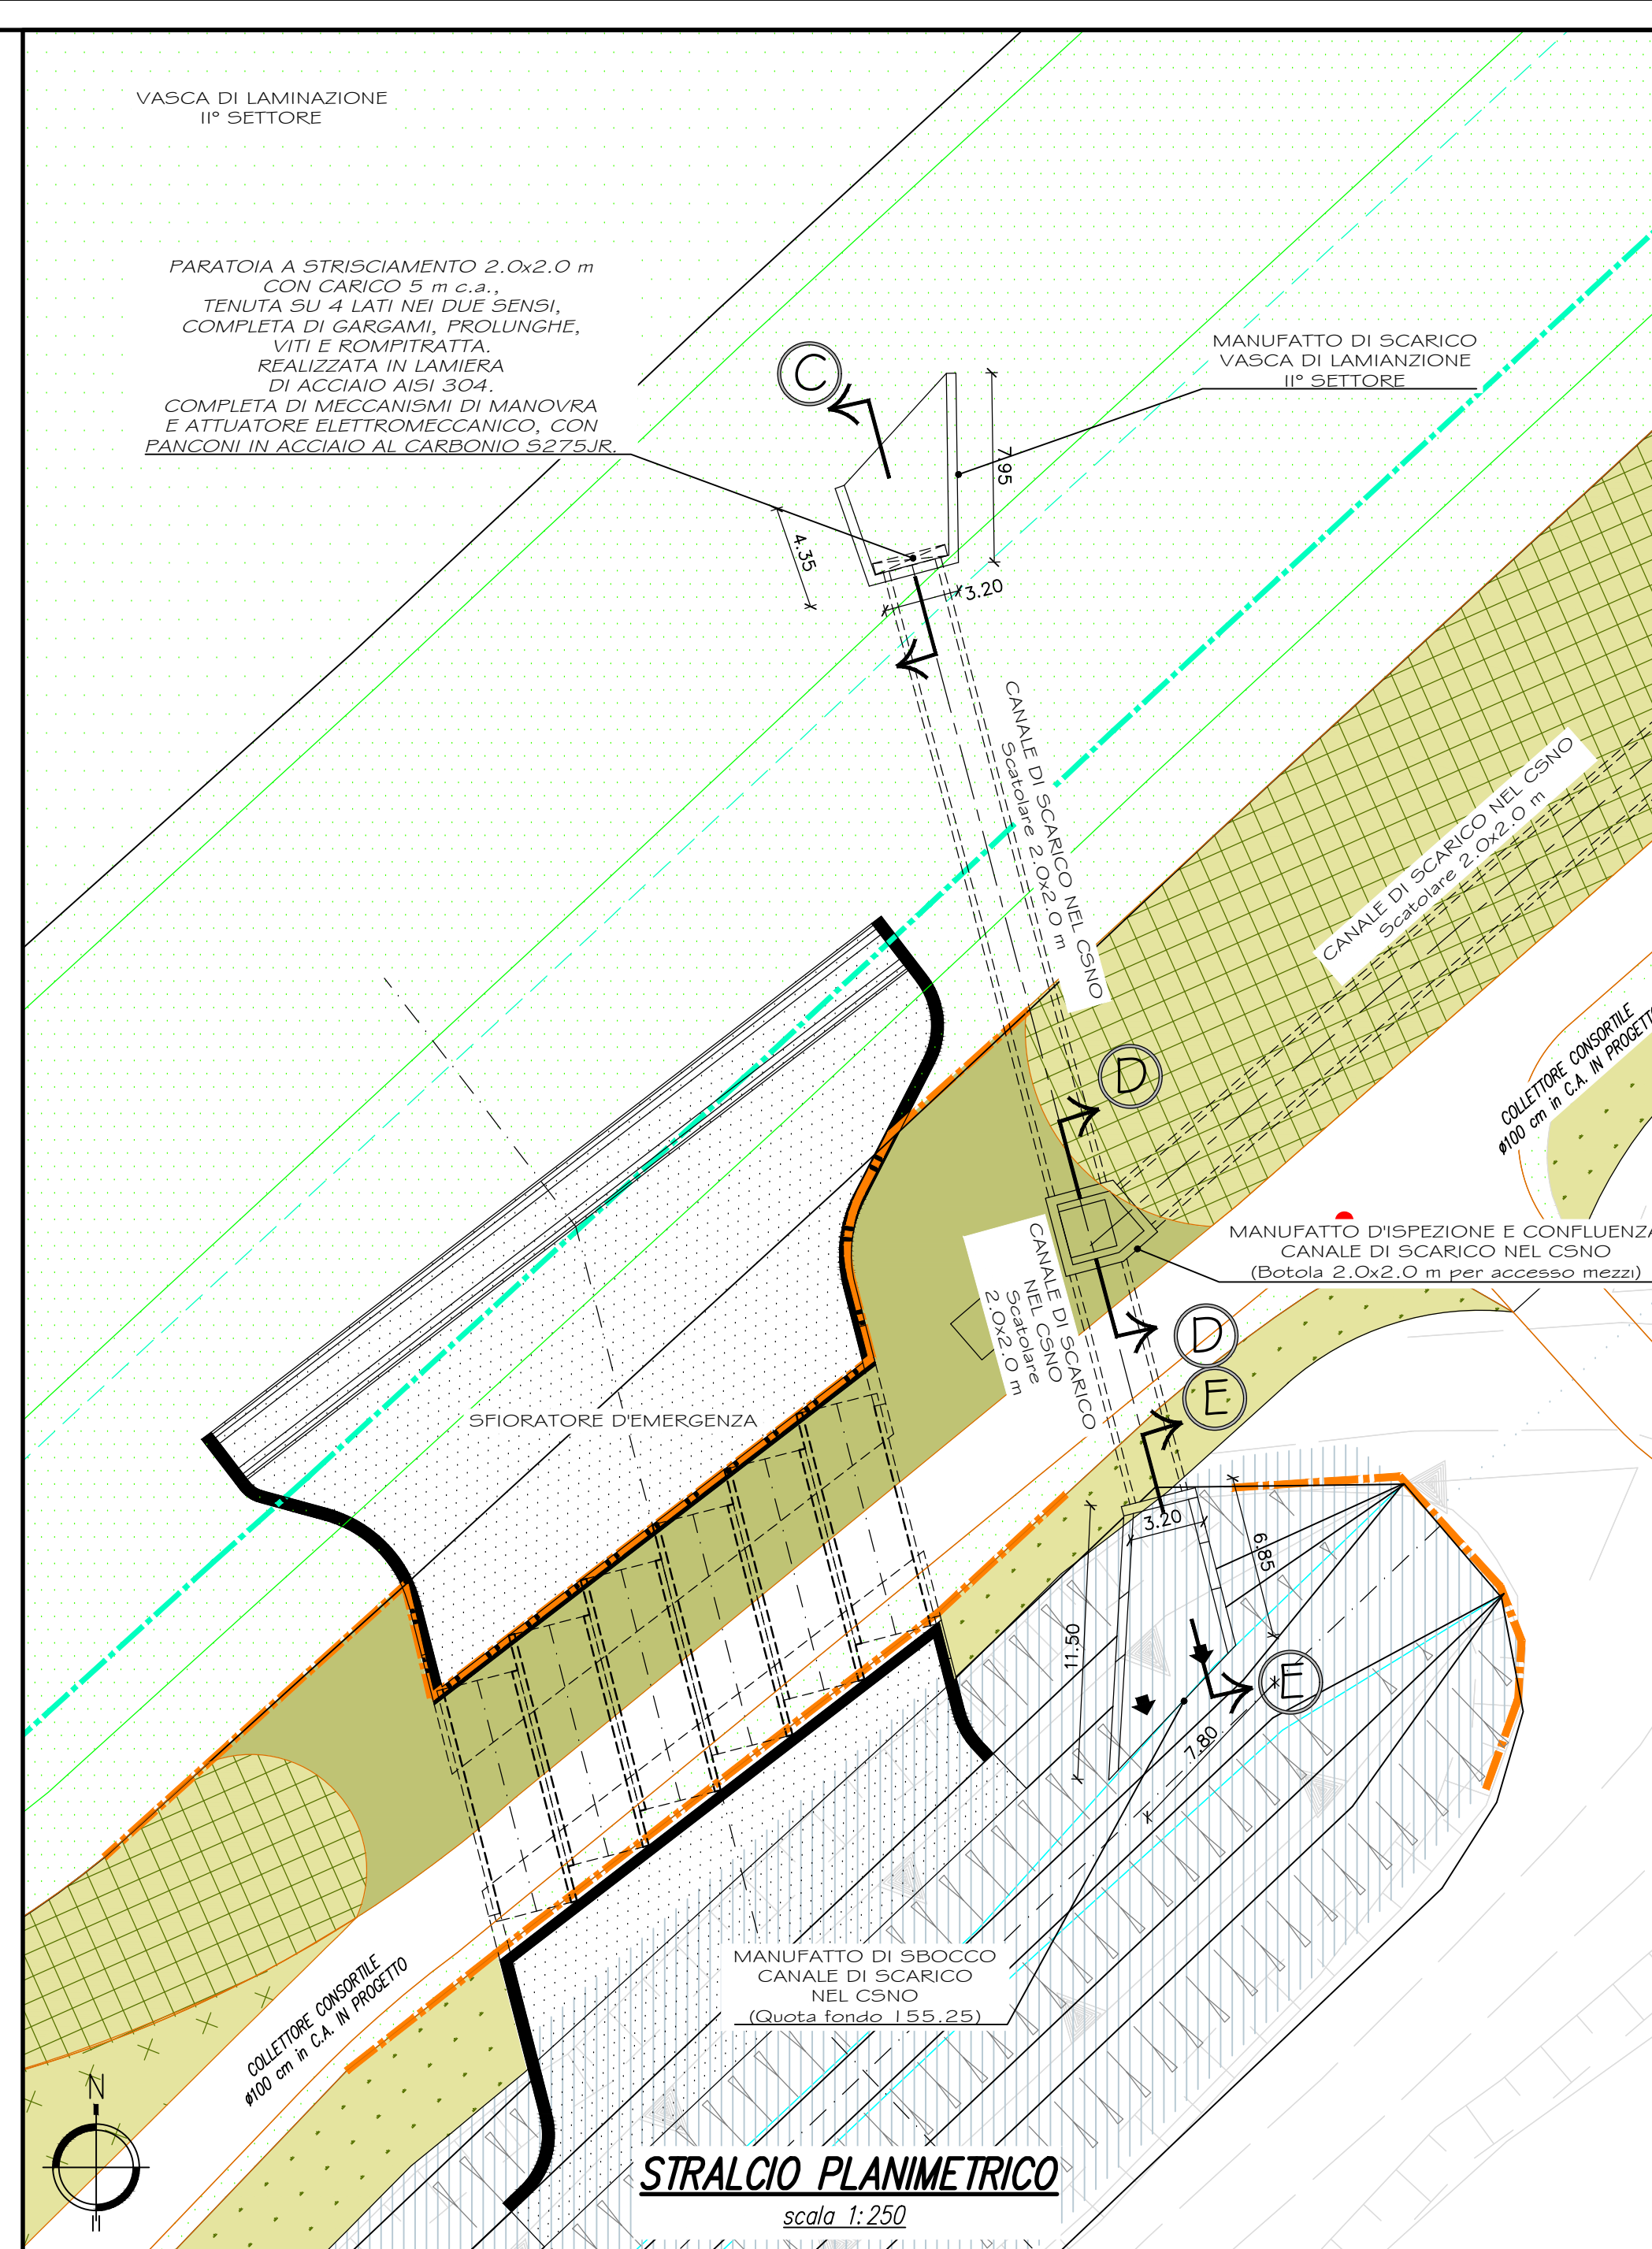 VASCA DI LAMINAZIONE
II° SETTORE
PARATOIA A STRISCIAMENTO 2.0x2.0 m
CON CARICO 5 m c.a.,
TENUTA SU 4 LATI NEI DUE SENSI,
COMPLETA DI GARGAMI, PROLUNGHE,
VITI E ROMPITRATTA.
REALIZZATA IN LAMIERA
DI ACCIAIO AISI 304.
COMPLETA DI MECCANISMI DI MANOVRA
E ATTUATORE ELETTROMECCANICO, CON
PANCONI IN ACCIAIO AL CARBONIO S275JR.
MANUFATTO DI SCARICO
VASCA DI LAMIANZIONE
II° SETTORE
C
7.95
4.35
3.20
CANALE DI SCARICO NEL CSNO
Scatolare 2.0x2.0 m
CANALE DI SCARICO NEL CSNO
Scatolare 2.0x2.0 m
COLLETTORE CONSORTILE
ø100 cm in C.A. IN PROGETTO
D
MANUFATTO D'ISPEZIONE E CONFLUENZA
CANALE DI SCARICO NEL CSNO
(Botola 2.0x2.0 m per accesso mezzi)
CANALE DI SCARICO
NEL CSNO
Scatolare
2.0x2.0 m
D
E
SFIORATORE D'EMERGENZA
3.20
6.85
11.50
E
7.80
MANUFATTO DI SBOCCO
CANALE DI SCARICO
NEL CSNO
(Quota fondo 155.25)
COLLETTORE CONSORTILE
ø100 cm in C.A. IN PROGETTO
N
STRALCIO PLANIMETRICO
scala 1:250